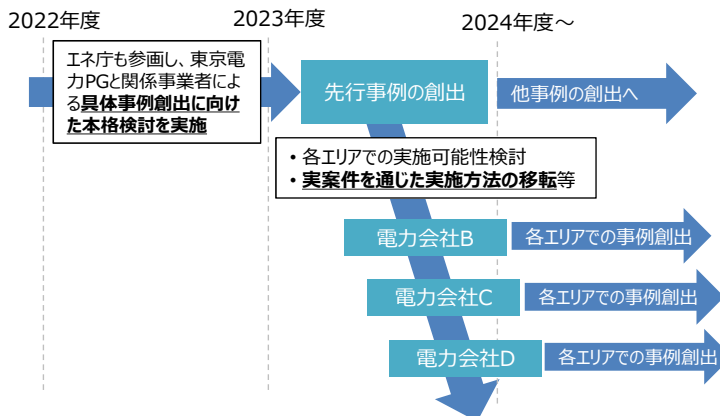 2022年度
2023年度
2024年度～
エネ庁も参画し、東京電
力PGと関係事業者によ
る具体事例創出に向け
た本格検討を実施
先行事例の創出
他事例の創出へ
・各エリアでの実施可能性検討
・実案件を通じた実施方法の移転等
電力会社B
各エリアでの事例創出
電力会社C
各エリアでの事例創出
電力会社D
各エリアでの事例創出